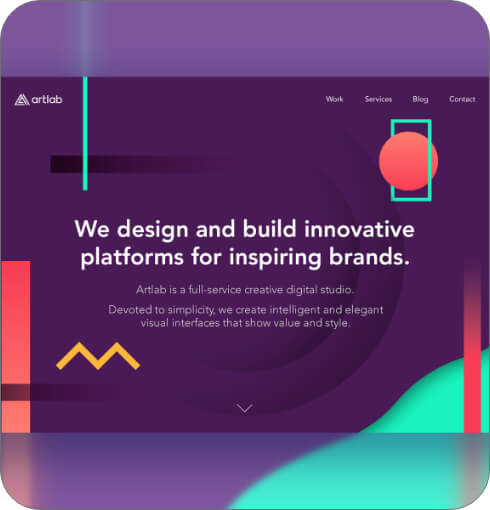 artlab
Work Services Blog Contact
We design and build innovative
platforms for inspiring brands.
Artlab is a full-service creative digital studio.
Devoted to simplicity, we create intelligent and elegant
visual interfaces that show value and style.